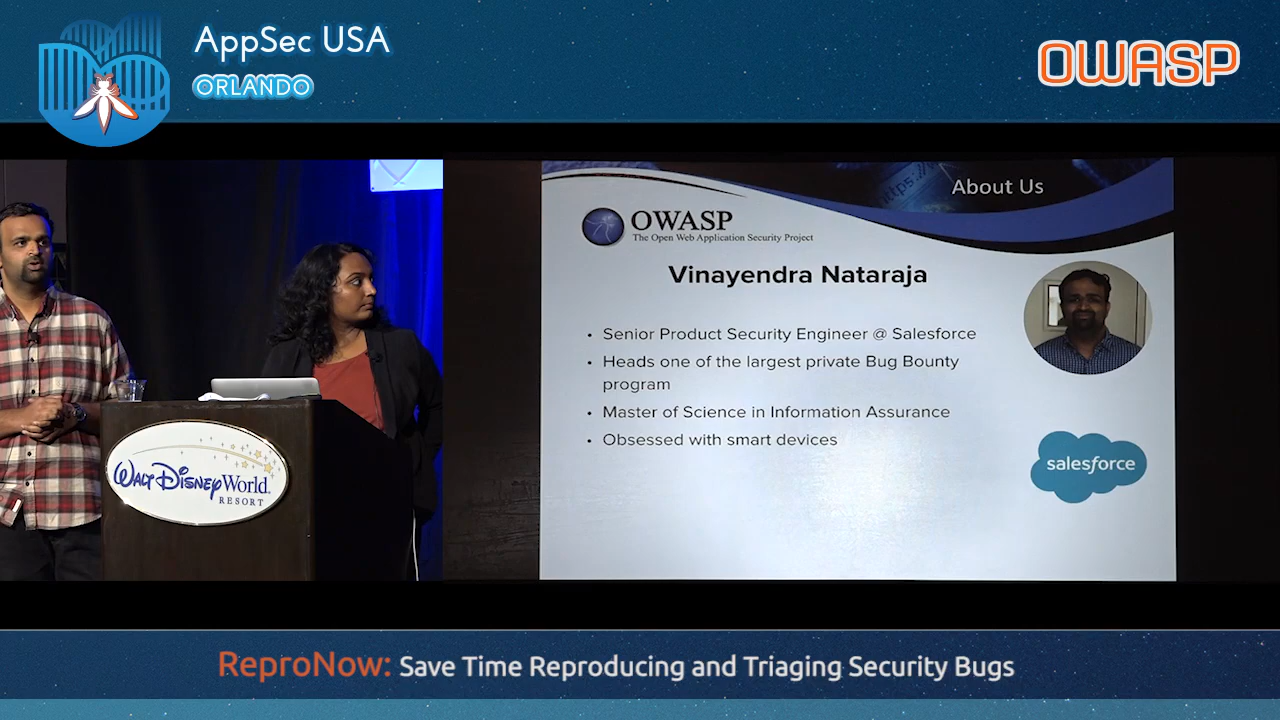 AppSec USA
ORLANDO
OWASP
https://
About Us
OWASP
The Open Web Application Security Project
Vinayendra Nataraja
• Senior Product Security Engineer @ Salesforce
• Heads one of the largest private Bug Bounty
program
• Master of Science in Information Assurance
• Obsessed with smart devices
salesforce
WALT DISNEY World
RESORT
ReproNow: Save Time Reproducing and Triaging Security Bugs